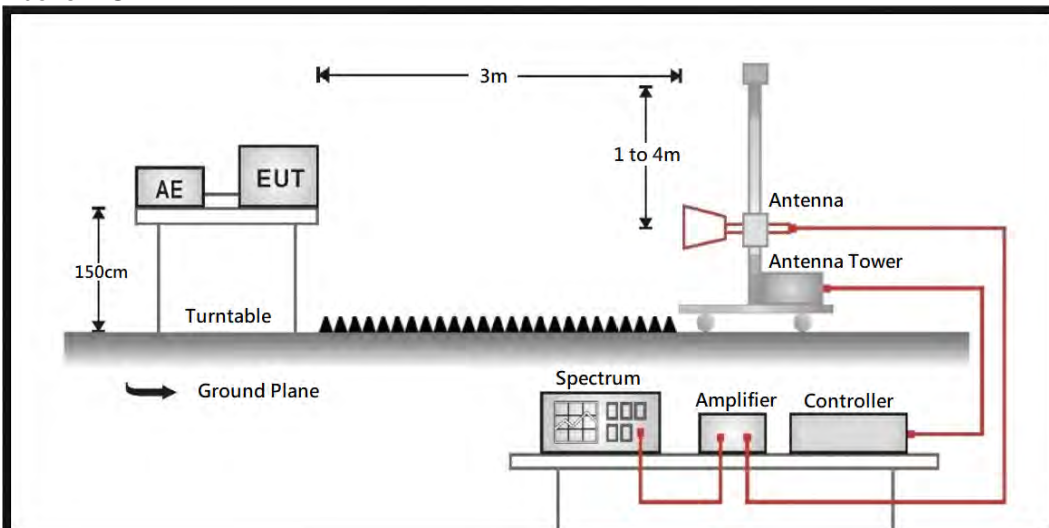 3m
1 to 4m
AE
EUT
Antenna
150cm
Antenna Tower
Turntable
Ground Plane
Spectrum
Amplifier
Controller